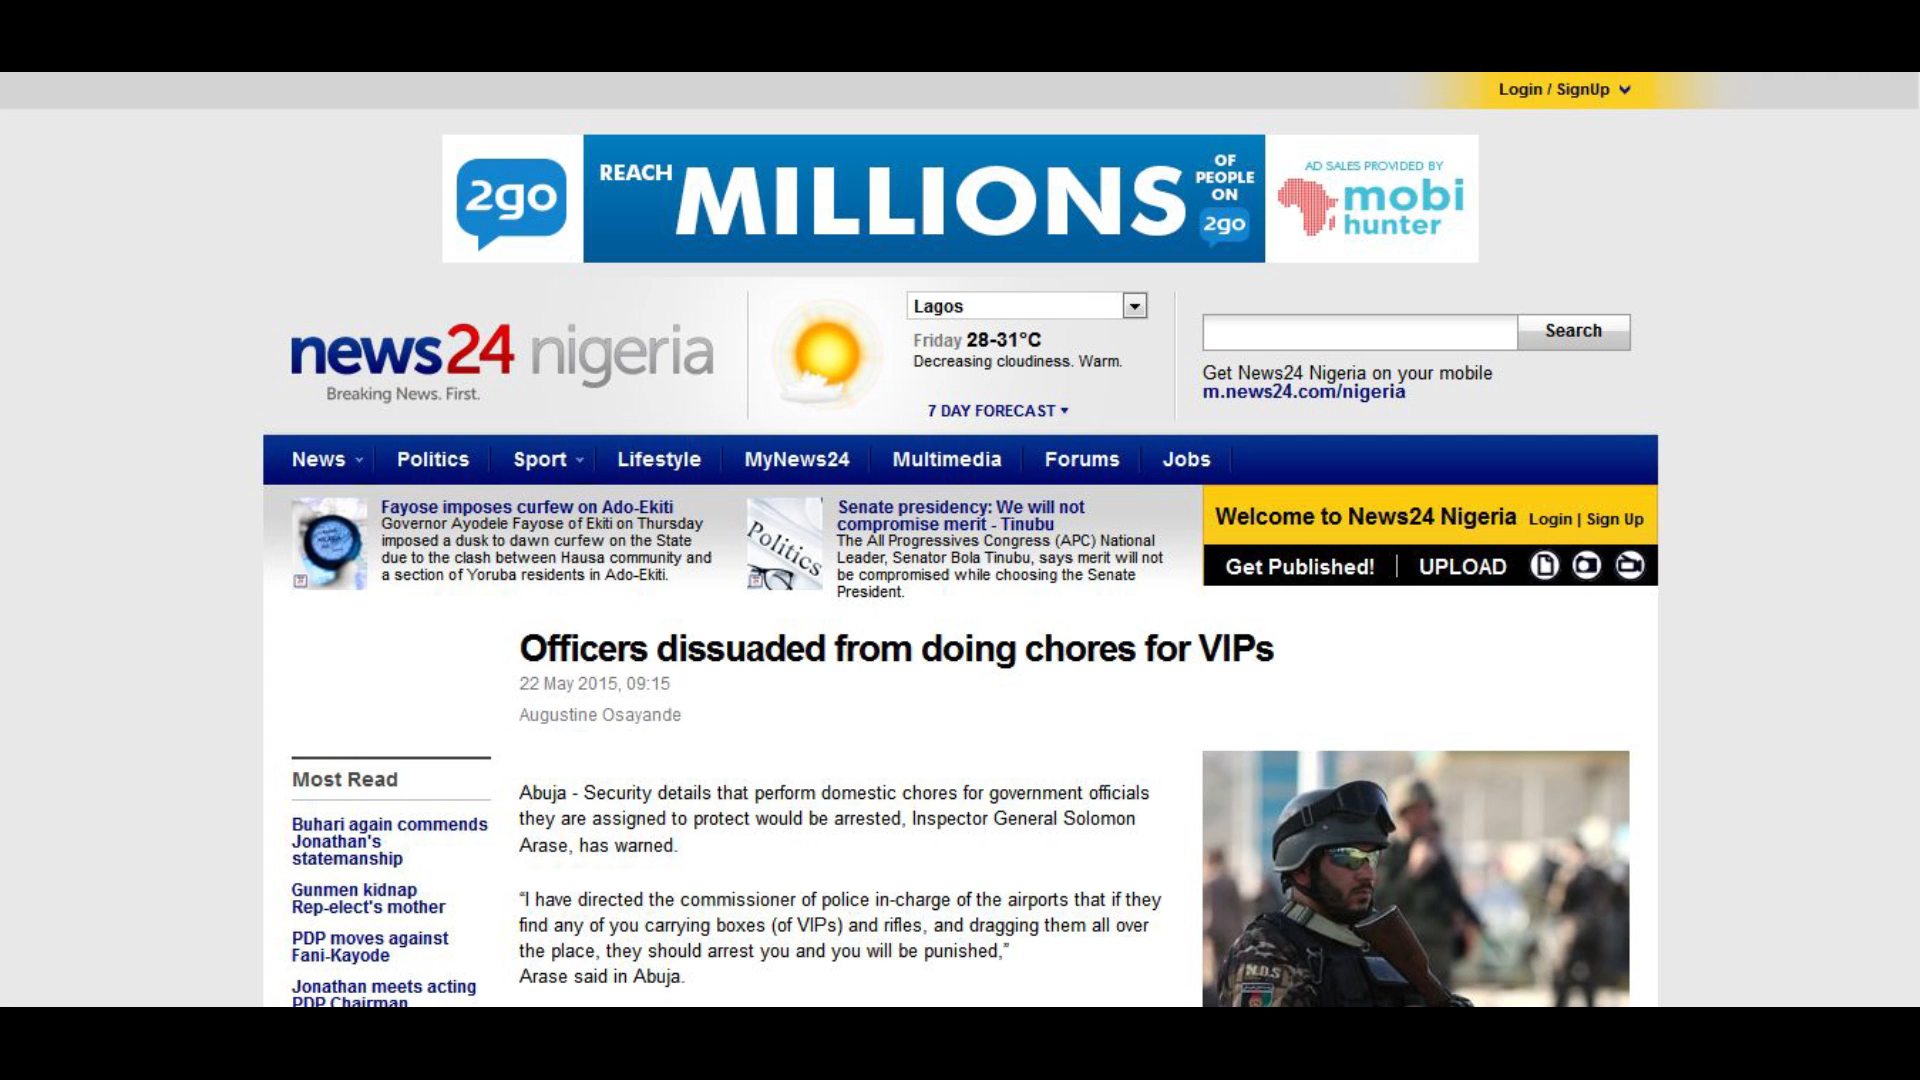 Login / SignUp
2go
REACH MILLIONS OF PEOPLE ON 2go
AD SALES PROVIDED BY
mobi
hunter
news24 nigeria
Breaking News. First.
Lagos
Friday 28-31°C
Decreasing cloudiness. Warm.
7 DAY FORECAST
Search
Get News24 Nigeria on your mobile
m.news24.com/nigeria
News Politics Sport Lifestyle MyNews24 Multimedia Forums Jobs
Fayose imposes curfew on Ado-Ekiti
Governor Ayodele Fayose of Ekiti on Thursday
imposed a dusk to dawn curfew on the State
due to the clash between Hausa community and
a section of Yoruba residents in Ado-Ekiti.
Politics
Senate presidency: We will not
compromise merit - Tinubu
The All Progressives Congress (APC) National
Leader, Senator Bola Tinubu, says merit will not
be compromised while choosing the Senate
President.
Welcome to News24 Nigeria Login | Sign Up
Get Published! | UPLOAD
Officers dissuaded from doing chores for VIPs
22 May 2015, 09:15
Augustine Osayande
Most Read
Buhari again commends
Jonathan's
statemanship
Gunmen kidnap
Rep-elect's mother
PDP moves against
Fani-Kayode
Jonathan meets acting
PDP Chairman
Abuja - Security details that perform domestic chores for government officials
they are assigned to protect would be arrested, Inspector General Solomon
Arase, has warned.
“I have directed the commissioner of police in-charge of the airports that if they
find any of you carrying boxes (of VIPs) and rifles, and dragging them all over
the place, they should arrest you and you will be punished,”
Arase said in Abuja.
N.D.S